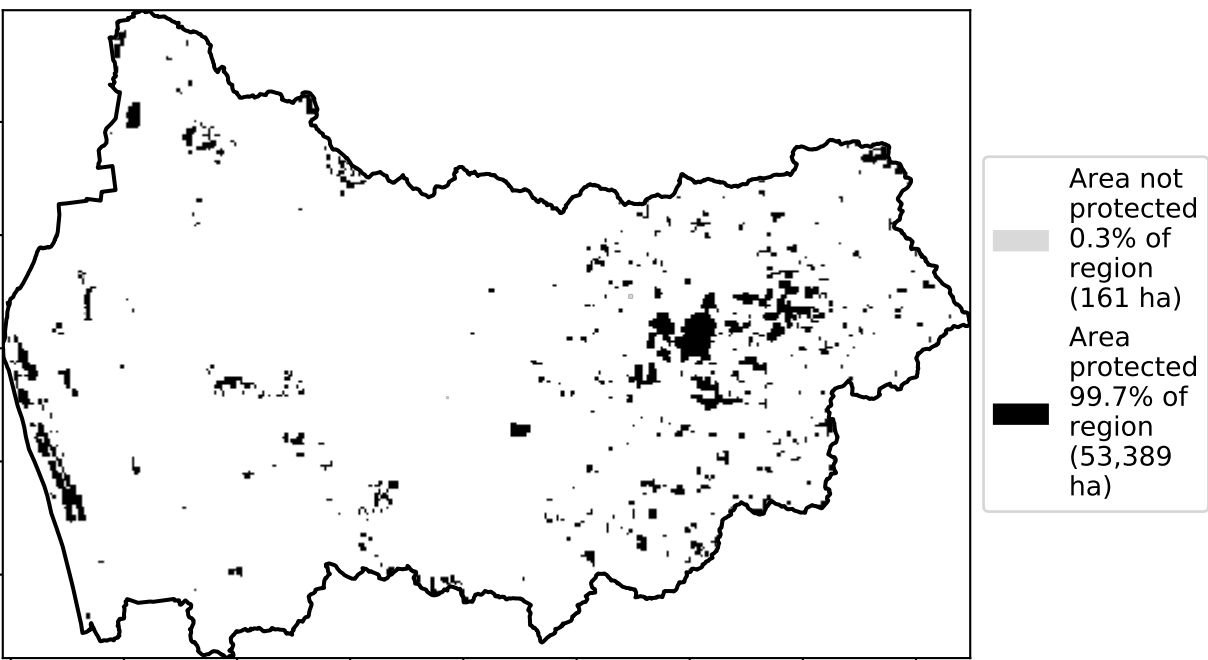 Area not
protected
0.3% of
region
(161 ha)
Area
protected
99.7% of
region
(53,389
ha)